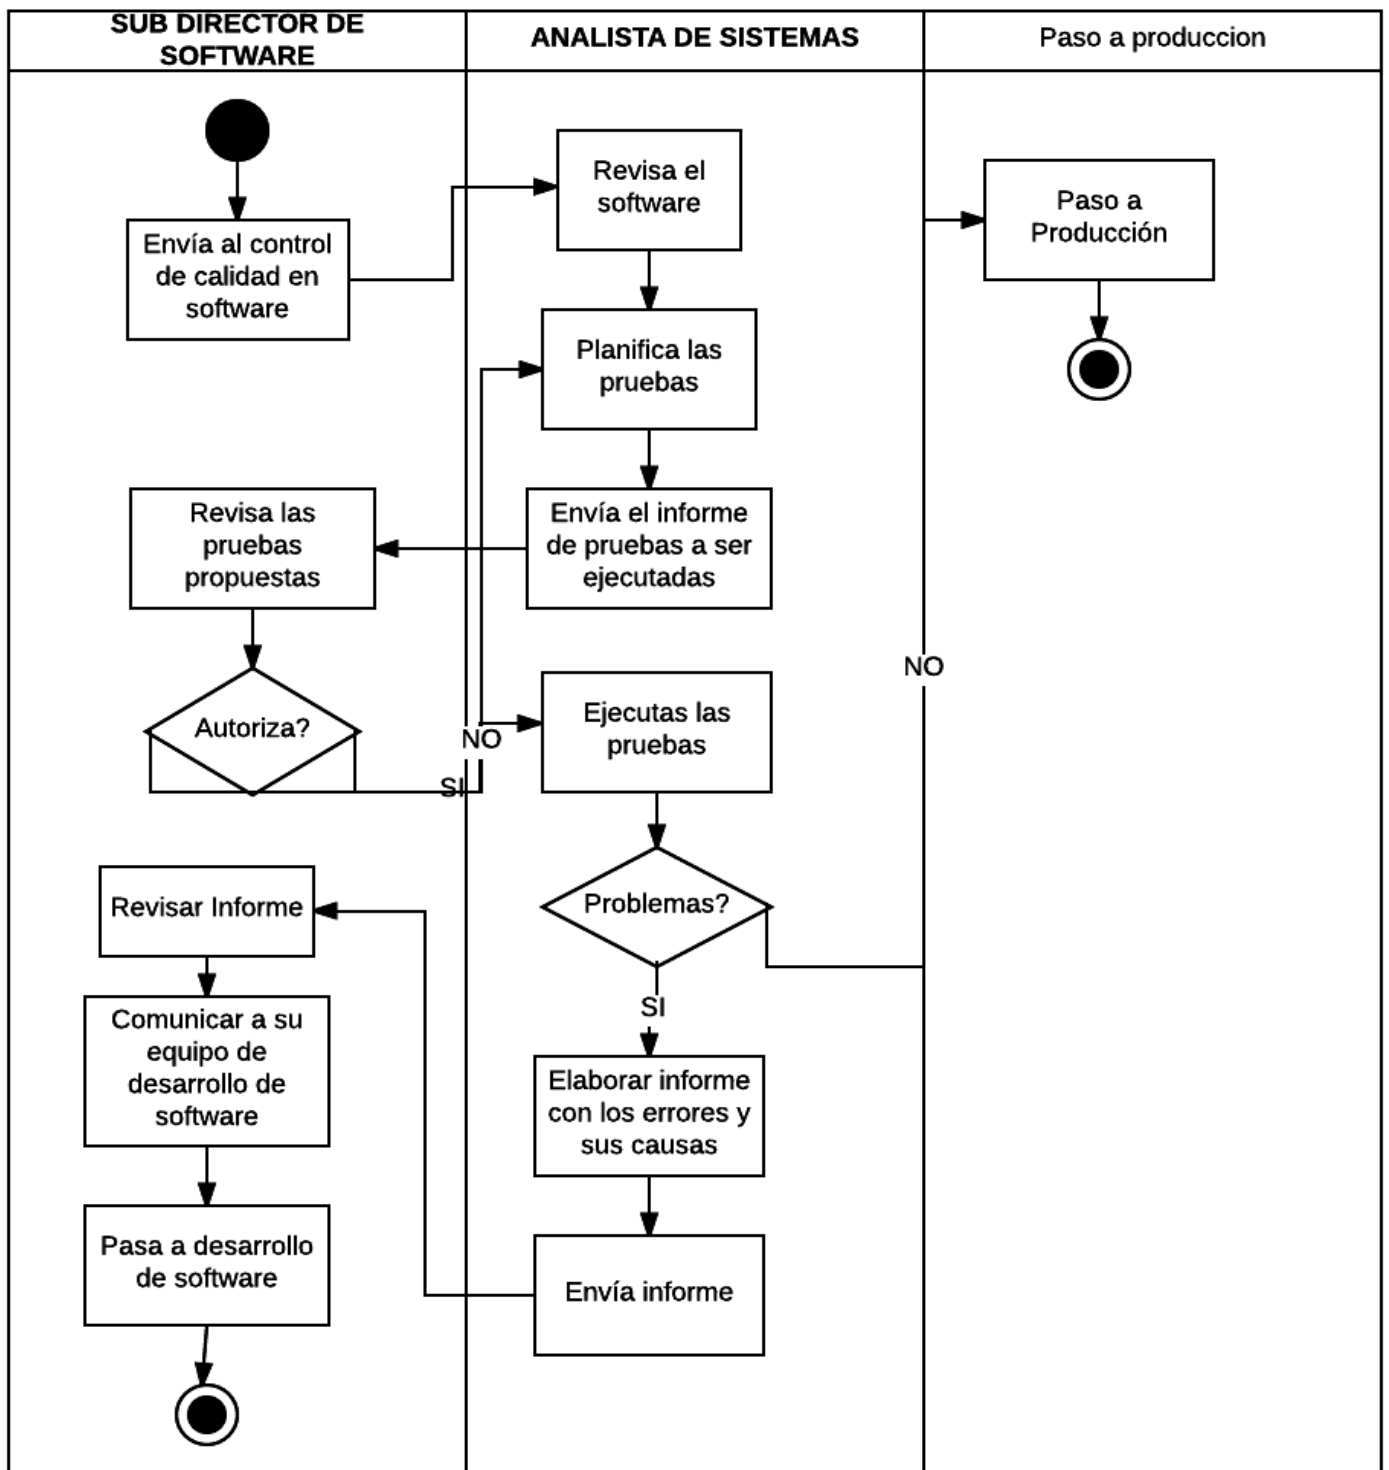 SUB DIRECTOR DE
SOFTWARE
ANALISTA DE SISTEMAS
Paso a produccion
Envía al control
de calidad en
software
Revisa el
software
Paso a
Producción
Planifica las
pruebas
Revisa las
pruebas
propuestas
Envía el informe
de pruebas a ser
ejecutadas
NO
Autoriza?
NO
SI
Ejecutas las
pruebas
Problemas?
SI
Revisar Informe
Comunicar a su
equipo de
desarrollo de
software
Elaborar informe
con los errores y
sus causas
Pasa a desarrollo
de software
Envía informe